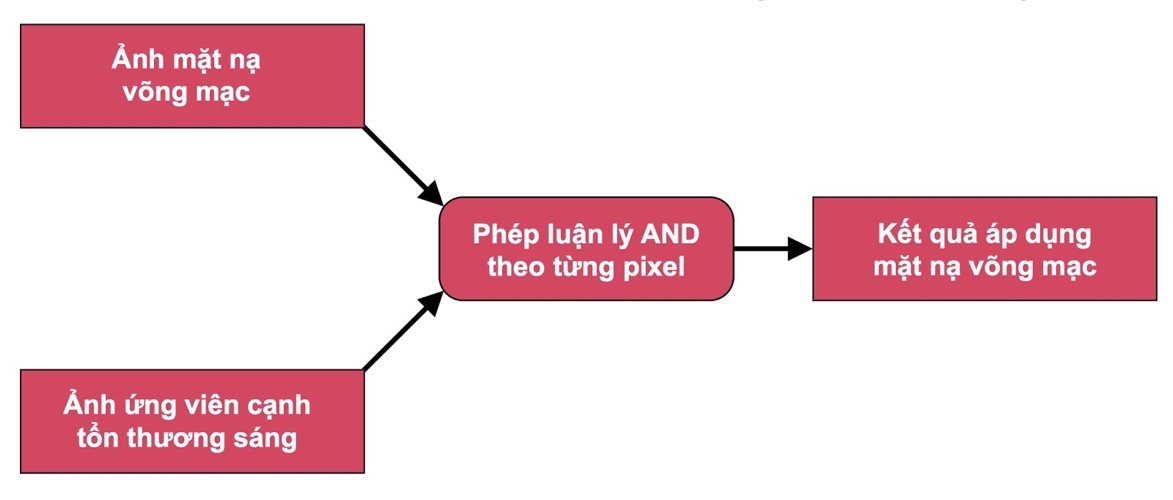 Ảnh mặt nạ
võng mạc
Phép luận lý AND
theo từng pixel
Kết quả áp dụng
mặt nạ võng mạc
Ảnh ứng viên cạnh
tổn thương sáng